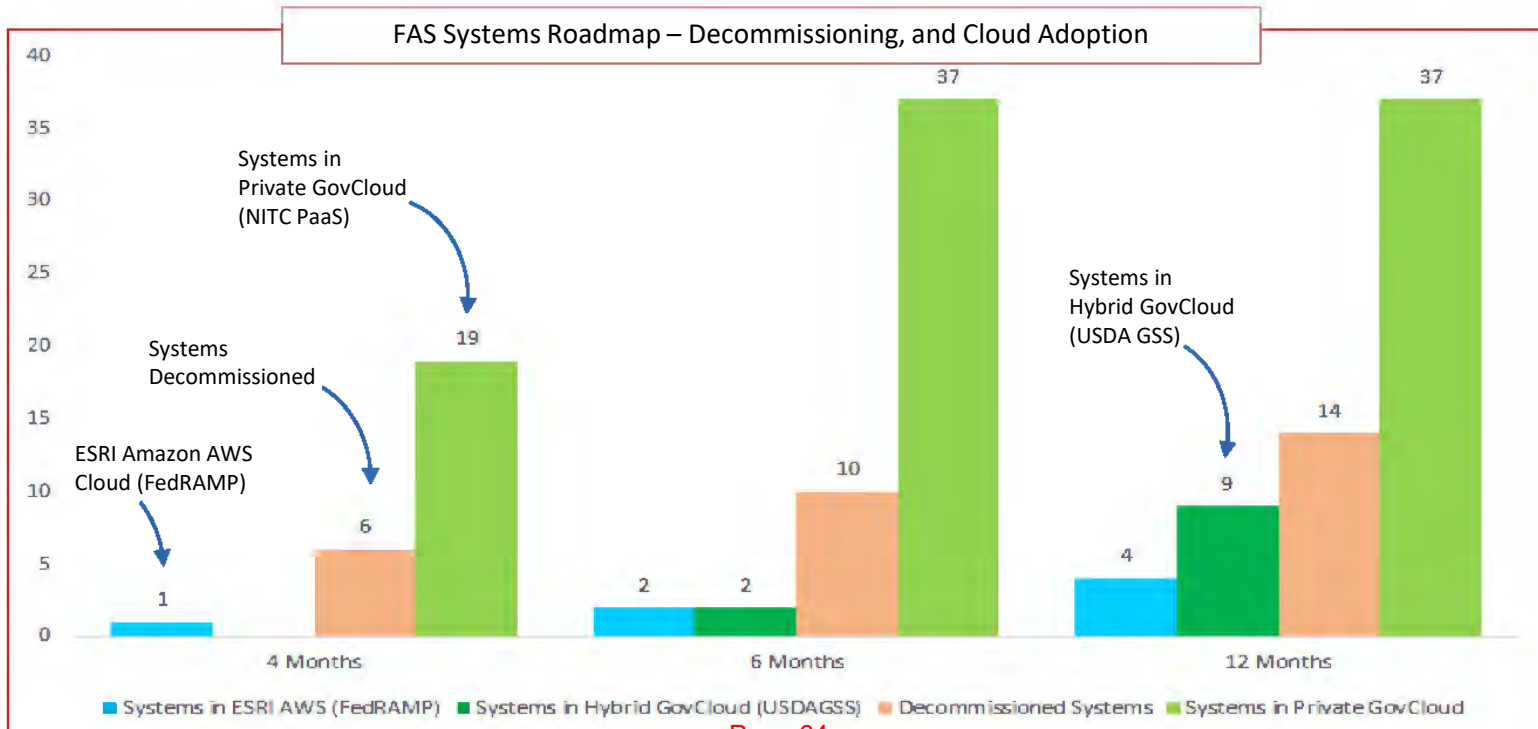 FAS Systems Roadmap – Decommissioning, and Cloud Adoption
40
35
30
25
20
15
10
5
0
ESRI Amazon AWS
Cloud (FedRAMP)
Systems
Decommissioned
Systems in
Private GovCloud
(NITC PaaS)
Systems in
Hybrid GovCloud
(USDA GSS)
1
6
19
2
2
10
37
4
9
14
37
4 Months
6 Months
12 Months
Systems in ESRI AWS (FedRAMP)
Systems in Hybrid GovCloud (USDAGSS)
Decommissioned Systems
Systems in Private GovCloud